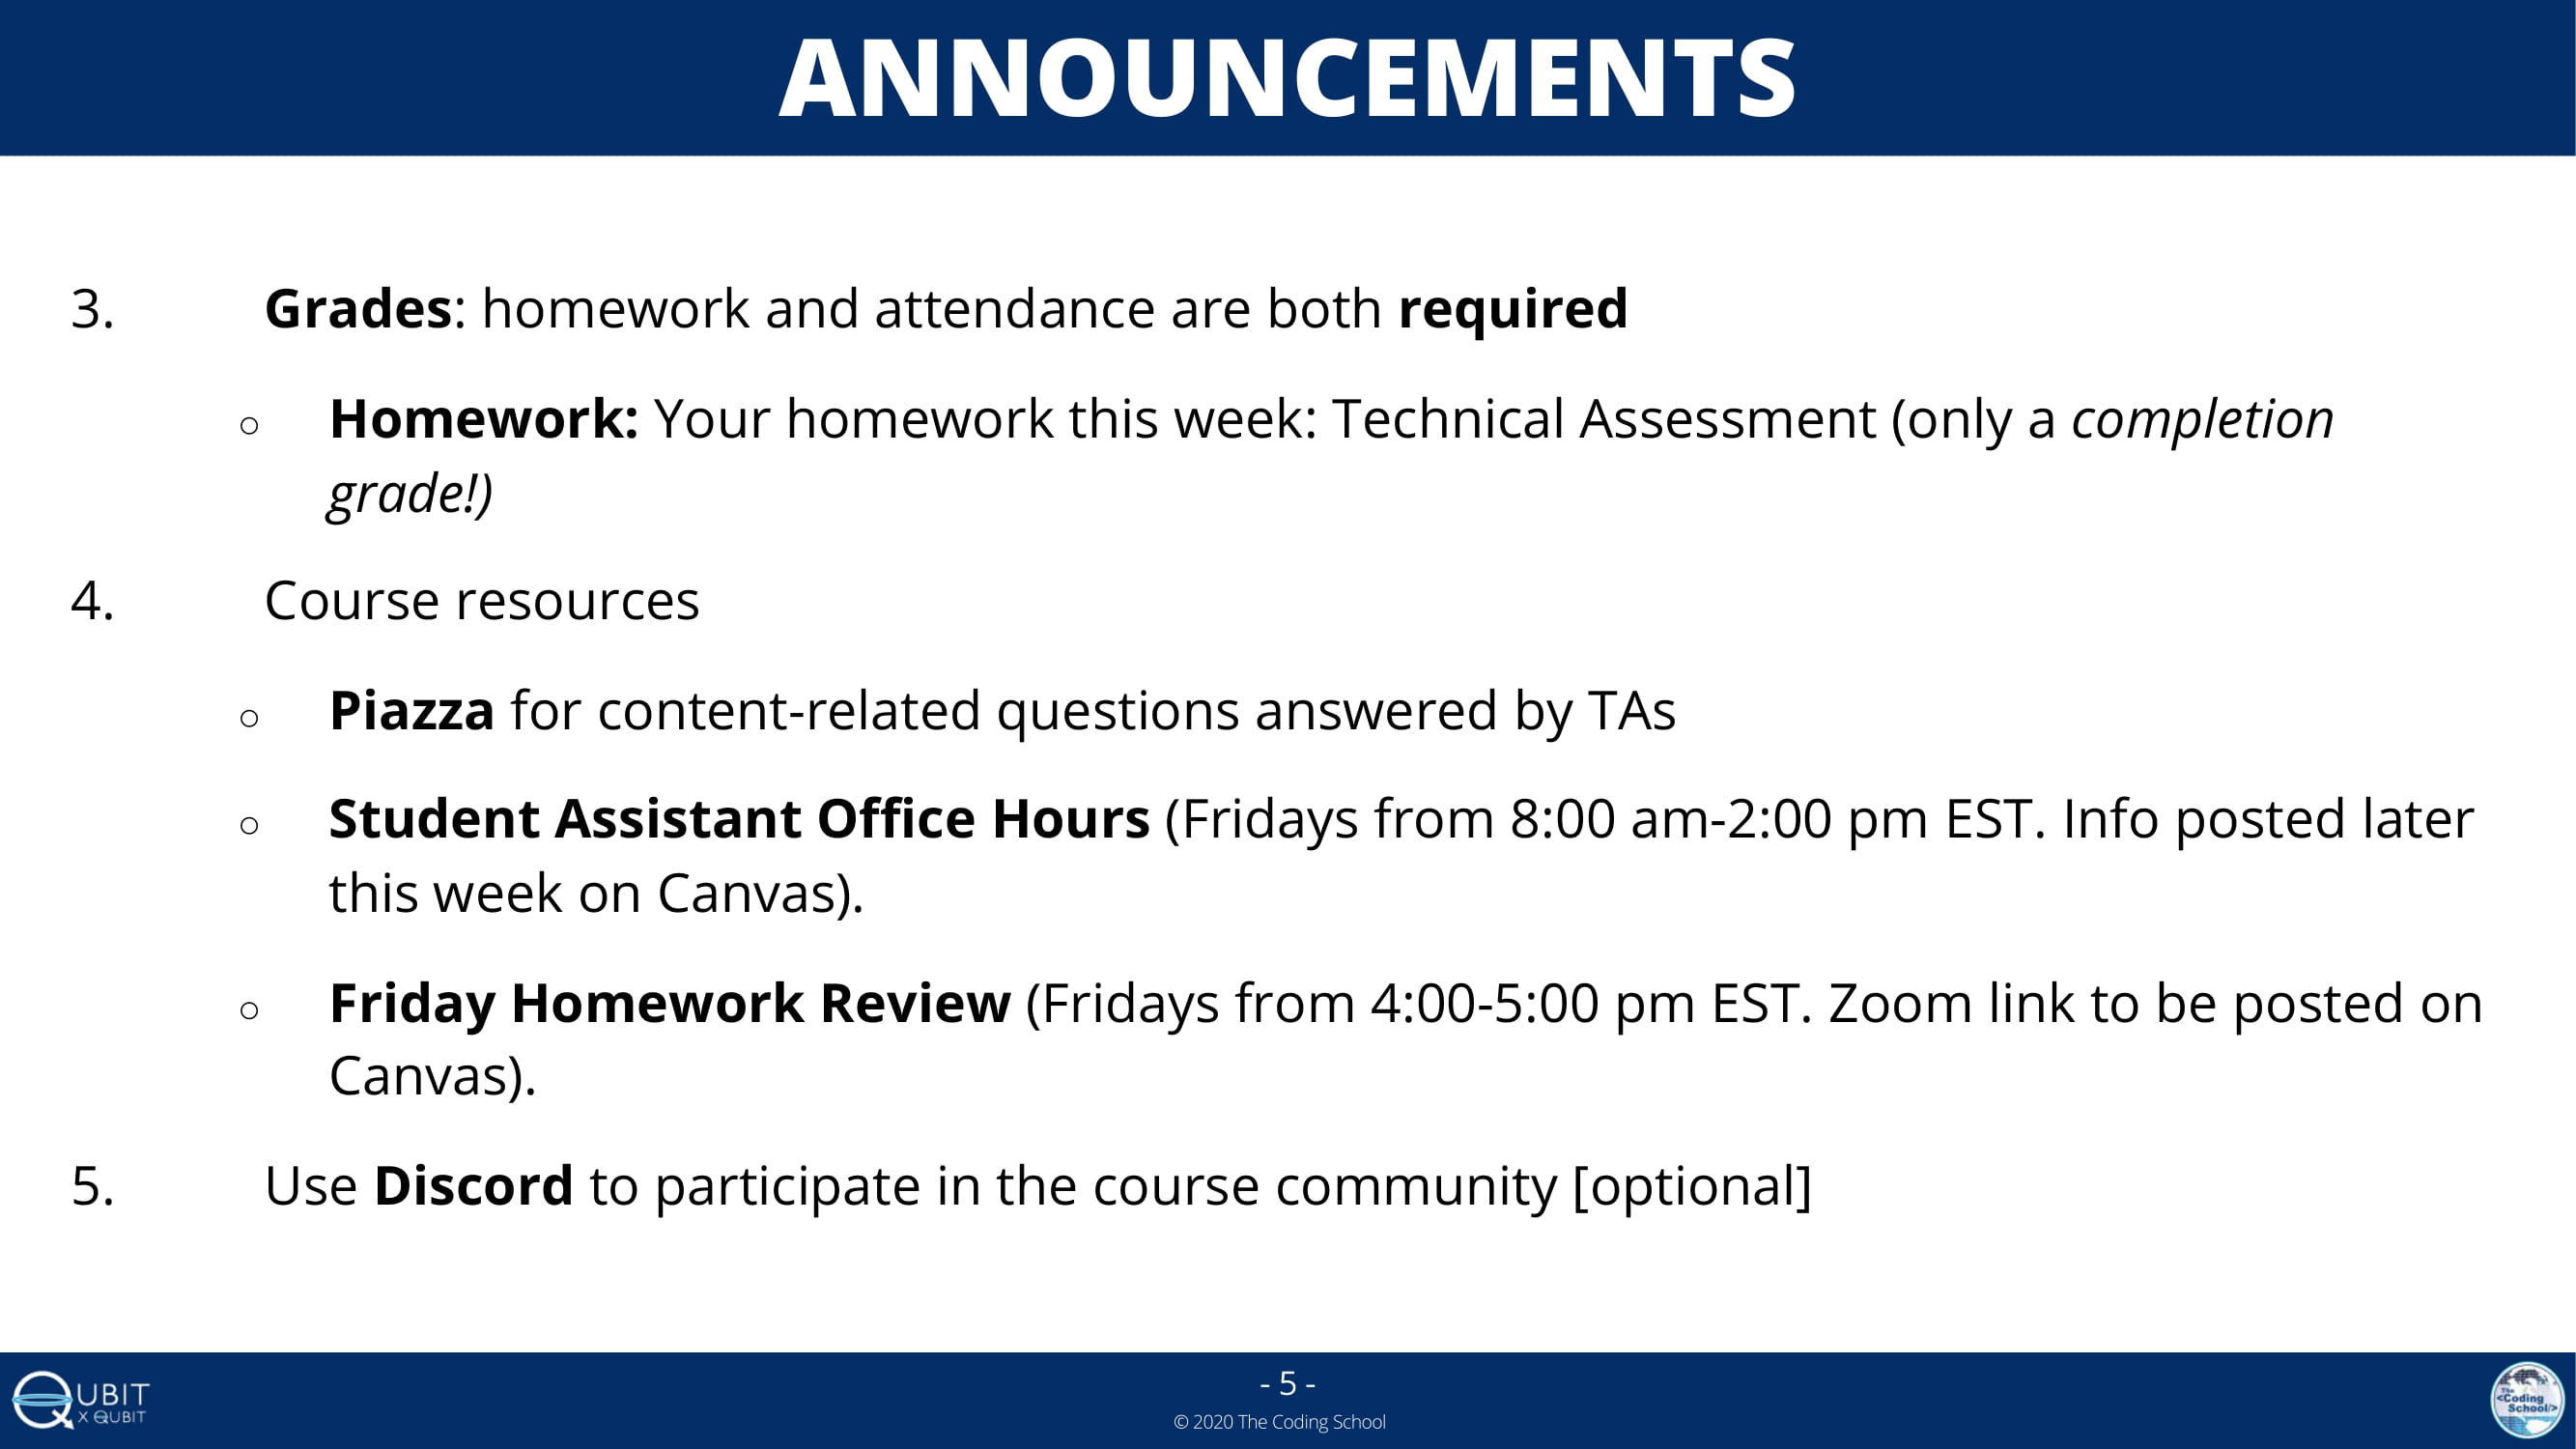 ANNOUNCEMENTS
3. Grades: homework and attendance are both required
○ Homework: Your homework this week: Technical Assessment (only a completion
grade!)
4. Course resources
○ Piazza for content-related questions answered by TAs
○ Student Assistant Office Hours (Fridays from 8:00 am-2:00 pm EST. Info posted later
this week on Canvas).
○ Friday Homework Review (Fridays from 4:00-5:00 pm EST. Zoom link to be posted on
Canvas).
5. Use Discord to participate in the course community [optional]
QUBIT
X QUBIT
- 5 -
© 2020 The Coding School
The
<Coding
School/>